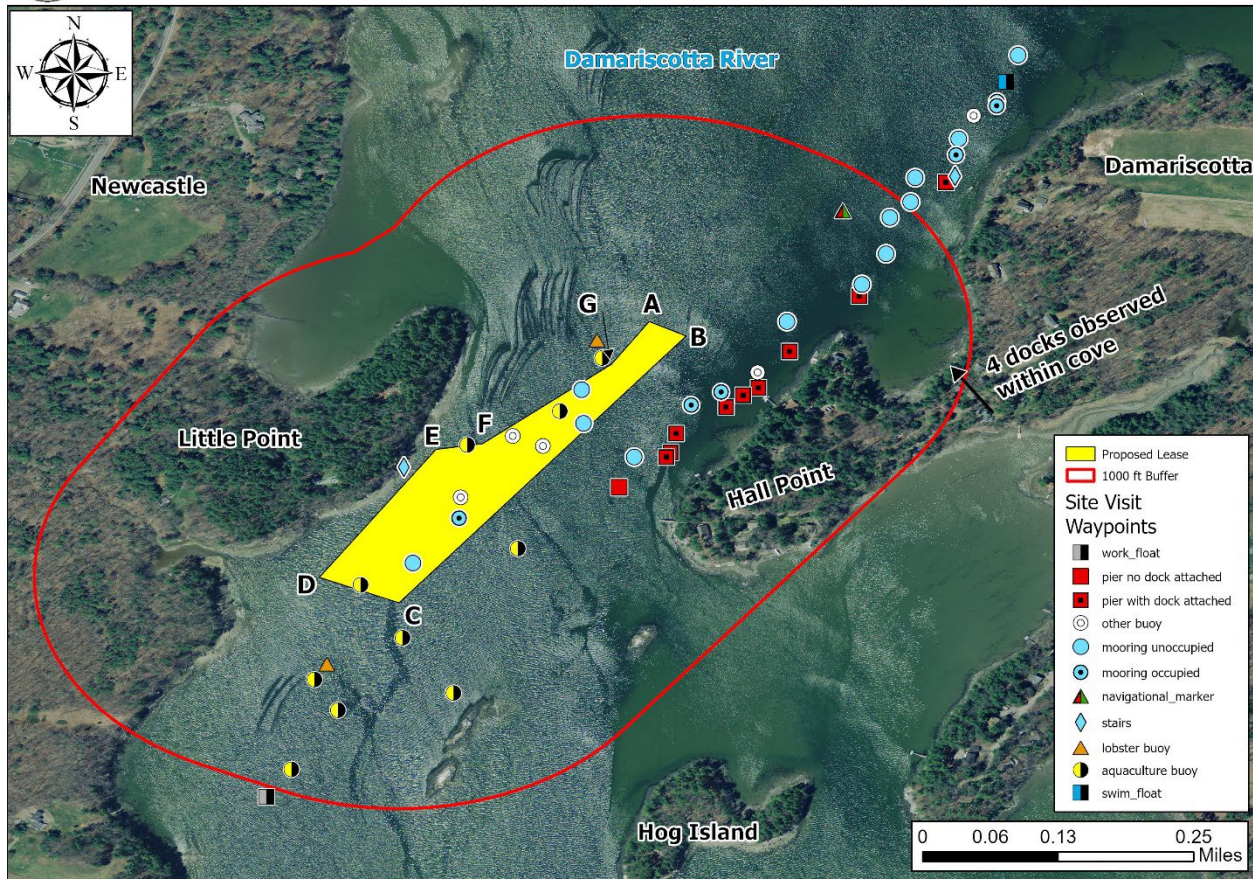 N
W
E
S
Damariscotta River
Newcastle
Damariscotta
G
A
B
4 docks observed
within cove
F
E
Little Point
Hall Point
D
C
Hog Island
Proposed Lease
1000 ft Buffer
Site Visit
Waypoints
work_float
pier no dock attached
pier with dock attached
other buoy
mooring unoccupied
mooring occupied
navigational_marker
stairs
lobster buoy
aquaculture buoy
swim_float
0 0.06 0.13 0.25
Miles